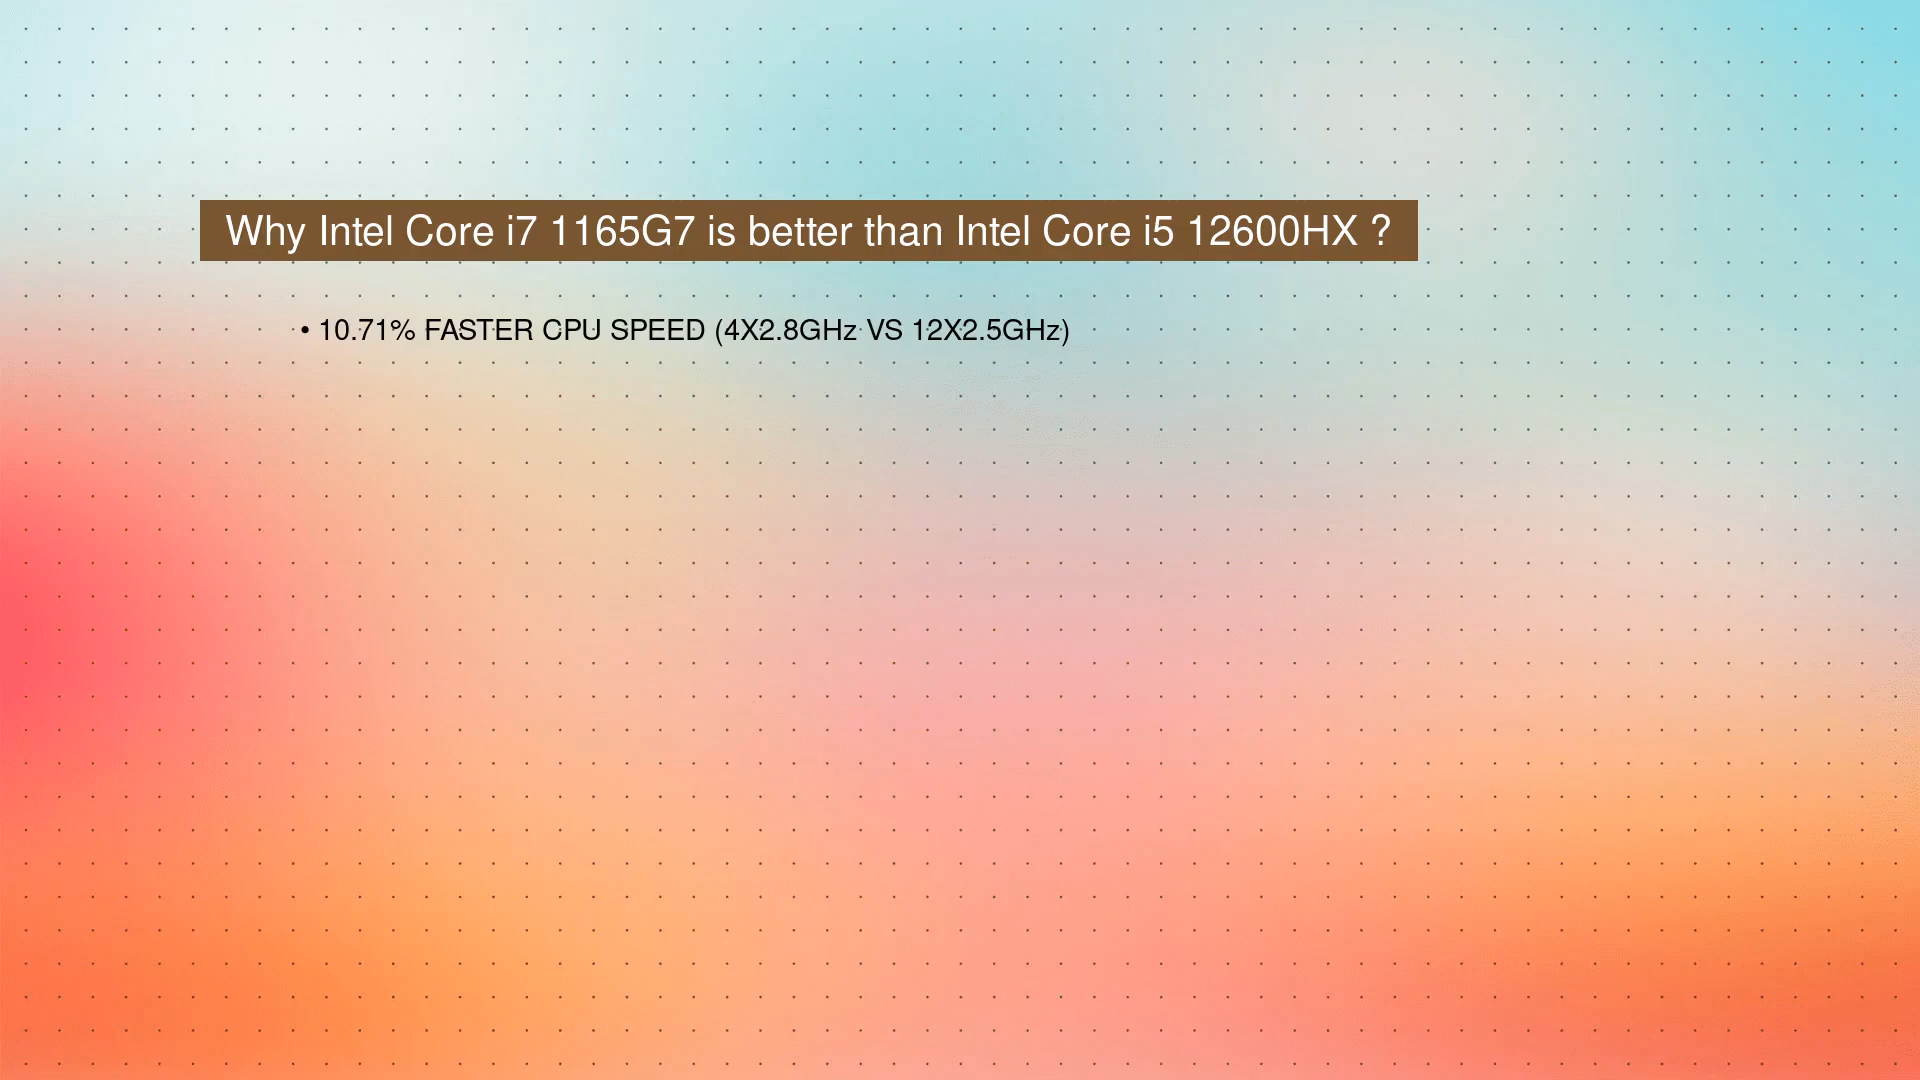 Why Intel Core i7 1165G7 is better than Intel Core i5 12600HX ?
• 10.71% FASTER CPU SPEED (4X2.8GHz VS 12X2.5GHz)